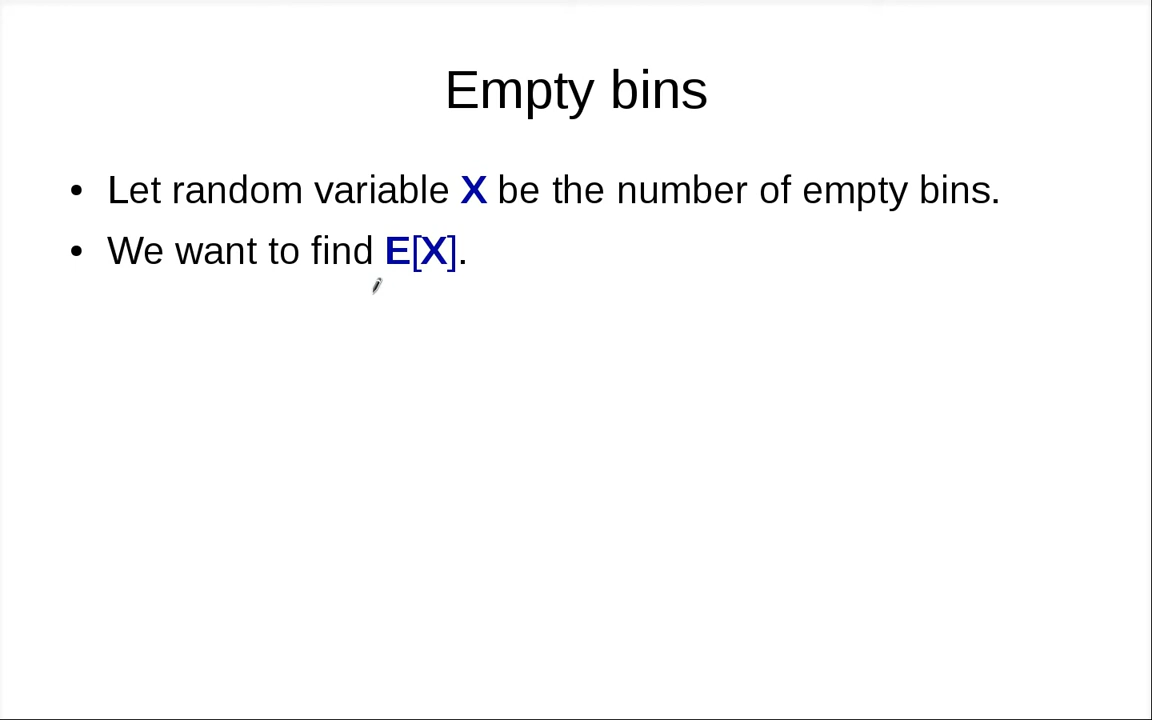 Empty bins
• Let random variable X be the number of empty bins.
• We want to find E[X].